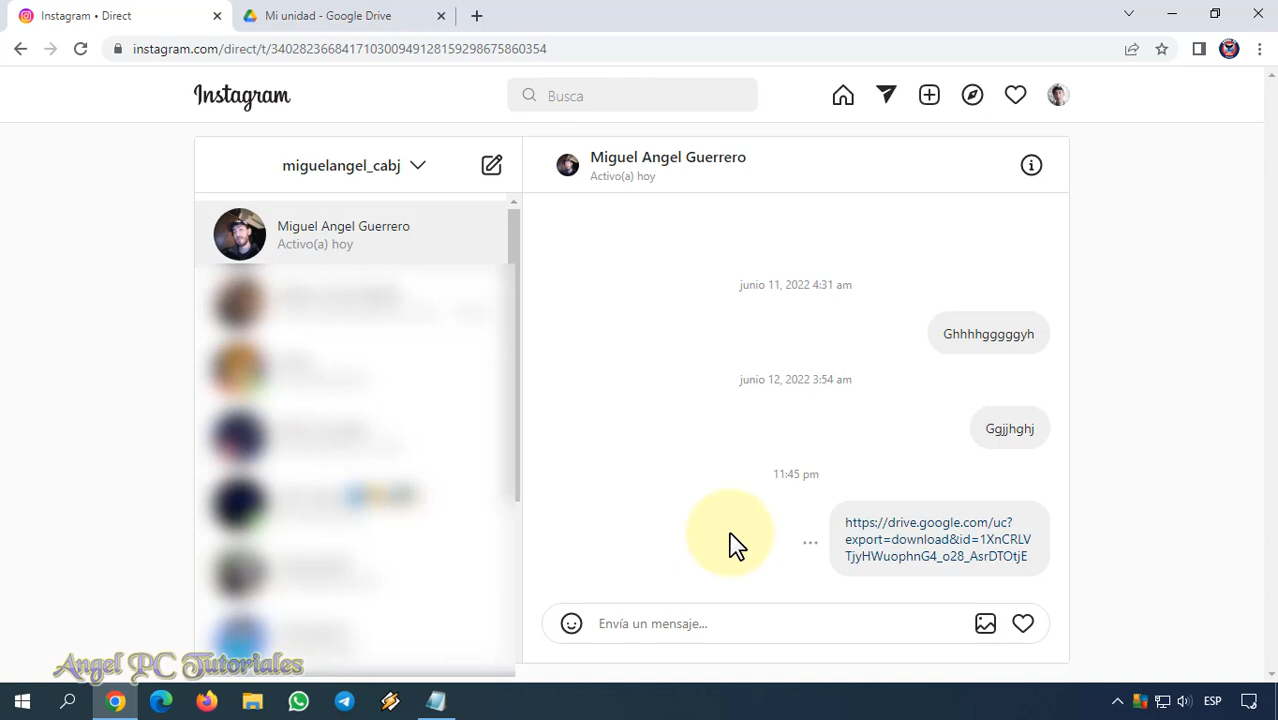 Instagram • Direct
Mi unidad - Google Drive
instagram.com/direct/t/340282366841710300949128159298675860354
Instagram
Busca
miguelangel_cabj
Miguel Angel Guerrero
Activo(a) hoy
Miguel Angel Guerrero
Activo(a) hoy
junio 11, 2022 4:31 am
Ghhhhgggggyh
junio 12, 2022 3:54 am
Ggjjhghj
11:45 pm
https://drive.google.com/uc?
export=download&id=1XnCRLV
TjyHWuophnG4_o28_AsrDTOtjE
Envía un mensaje...
Angel PC Tutoriales
ESP